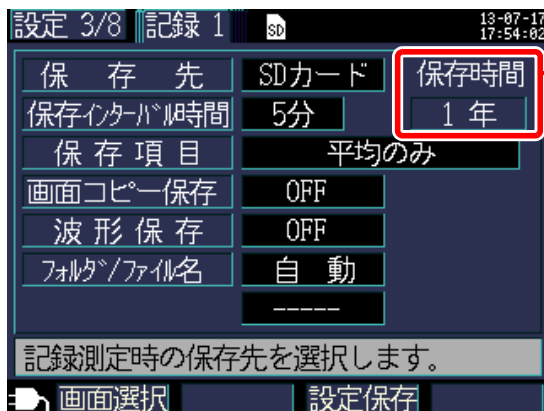 設定 3/8 記録 1 SD 13-07-17
17:54:02
保存先 SDカード 保存時間
保存インターバル時間 5分 1年
保存項目 平均のみ
画面コピー保存 OFF
波形保存 OFF
フォルダ/ファイル名 自動
-----
記録測定時の保存先を選択します。
画面選択 設定保存